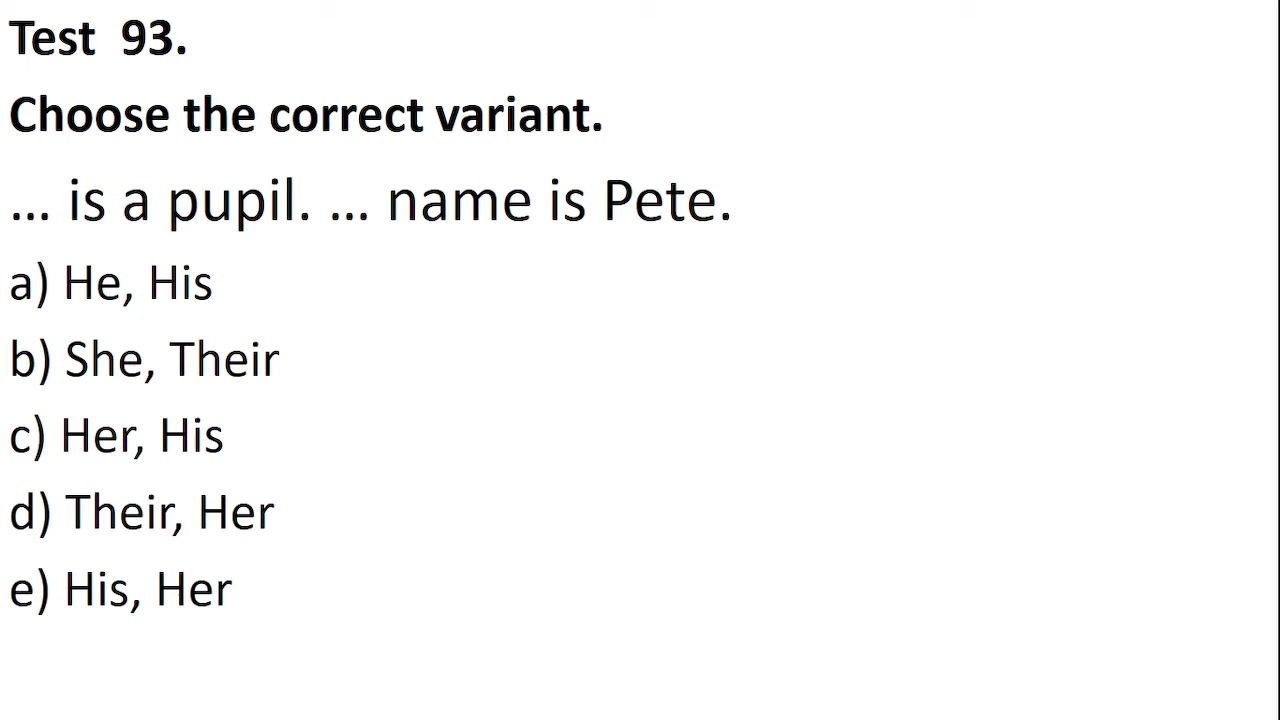 Test 93.
Choose the correct variant.
... is a pupil. ... name is Pete.
a) He, His
b) She, Their
c) Her, His
d) Their, Her
e) His, Her